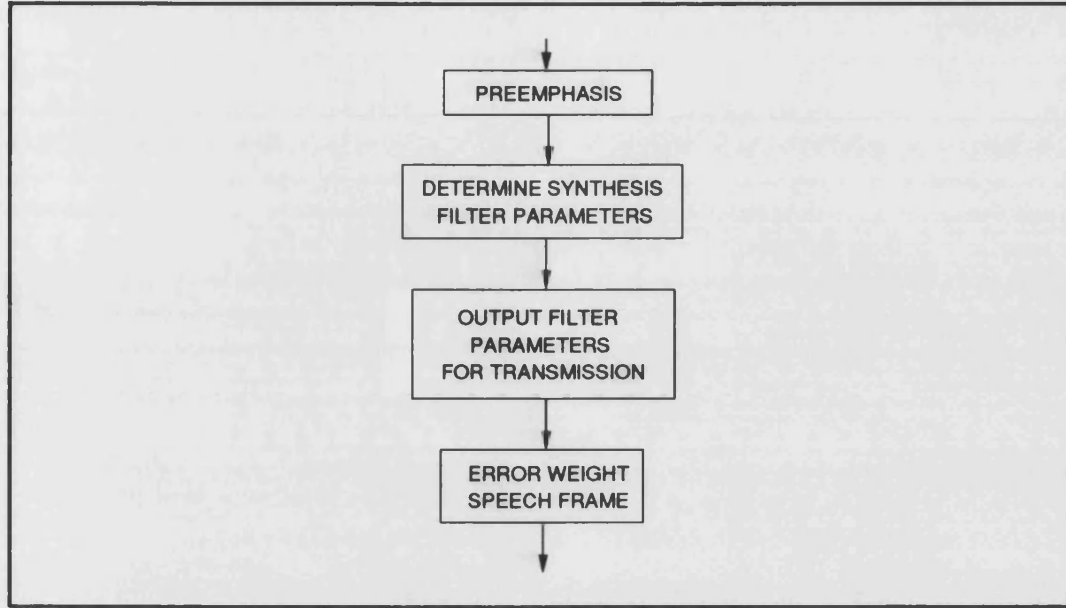 PREEMPHASIS
DETERMINE SYNTHESIS
FILTER PARAMETERS
OUTPUT FILTER
PARAMETERS
FOR TRANSMISSION
ERROR WEIGHT
SPEECH FRAME